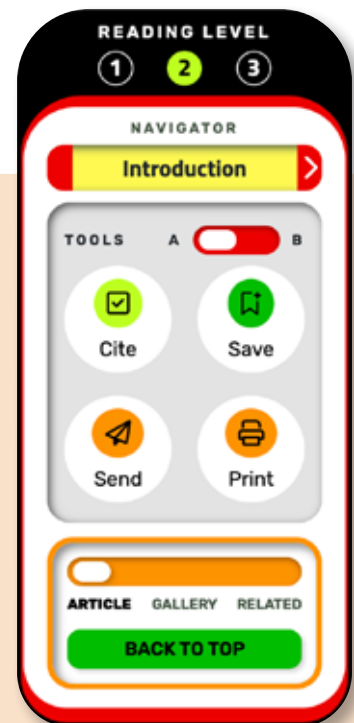 READING LEVEL
1 2 3
NAVIGATOR
Introduction
TOOLS A B
Cite Save
Send Print
ARTICLE GALLERY RELATED
BACK TO TOP